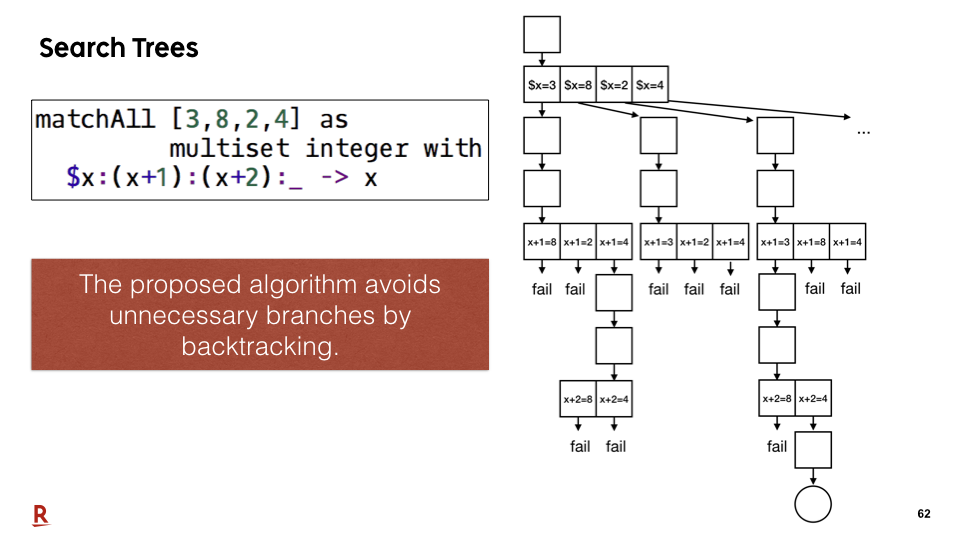 Search Trees
matchAll [3,8,2,4] as
multiset integer with
$x:(x+1):(x+2):_ -> x
The proposed algorithm avoids
unnecessary branches by
backtracking.
$x=3 $x=8 $x=2 $x=4
...
x+1=8 x+1=2 x+1=4 x+1=3 x+1=2 x+1=4 x+1=3 x+1=8 x+1=4
fail fail fail fail fail fail fail
x+2=8 x+2=4 x+2=8 x+2=4
fail fail fail
R
62